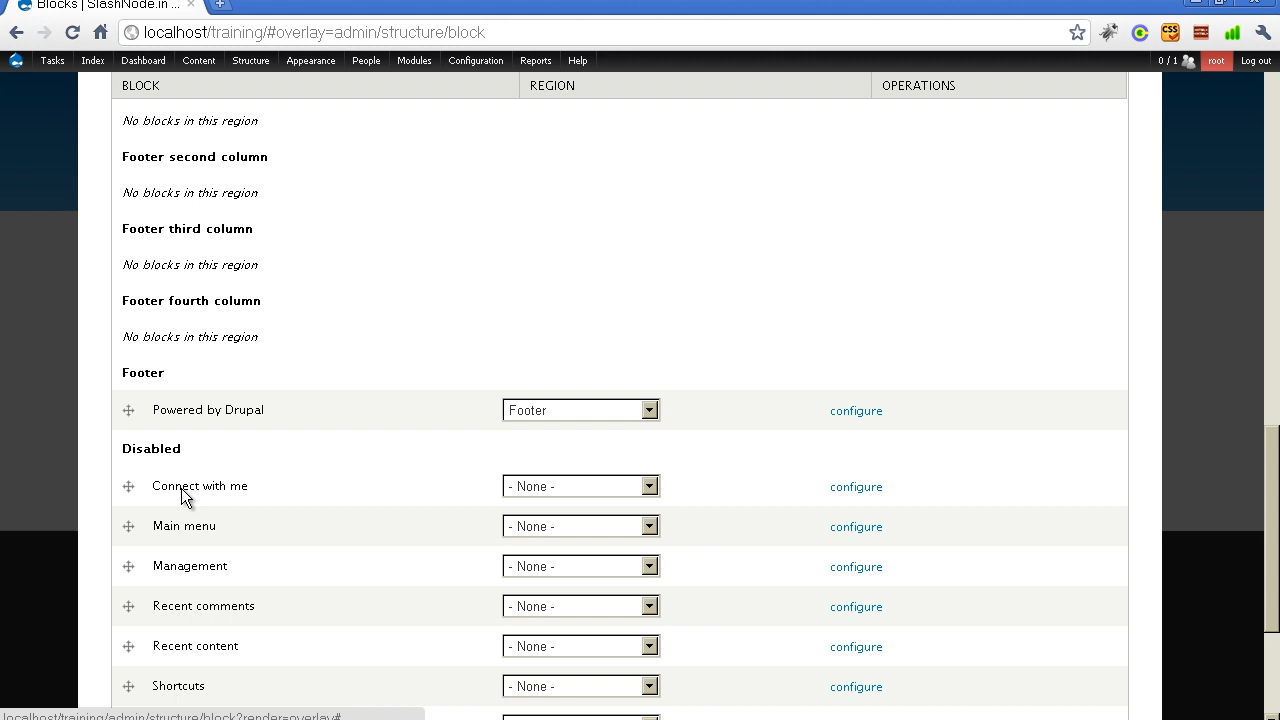 Blocks | SlashNode.in ...
localhost/training/#overlay=admin/structure/block
Tasks Index Dashboard Content Structure Appearance People Modules Configuration Reports Help 0 / 1 root Log out
BLOCK REGION OPERATIONS
No blocks in this region
Footer second column
No blocks in this region
Footer third column
No blocks in this region
Footer fourth column
No blocks in this region
Footer
Powered by Drupal Footer configure
Disabled
Connect with me - None - configure
Main menu - None - configure
Management - None - configure
Recent comments - None - configure
Recent content - None - configure
Shortcuts - None - configure
localhost/training/admin/structure/block?render=overlay#